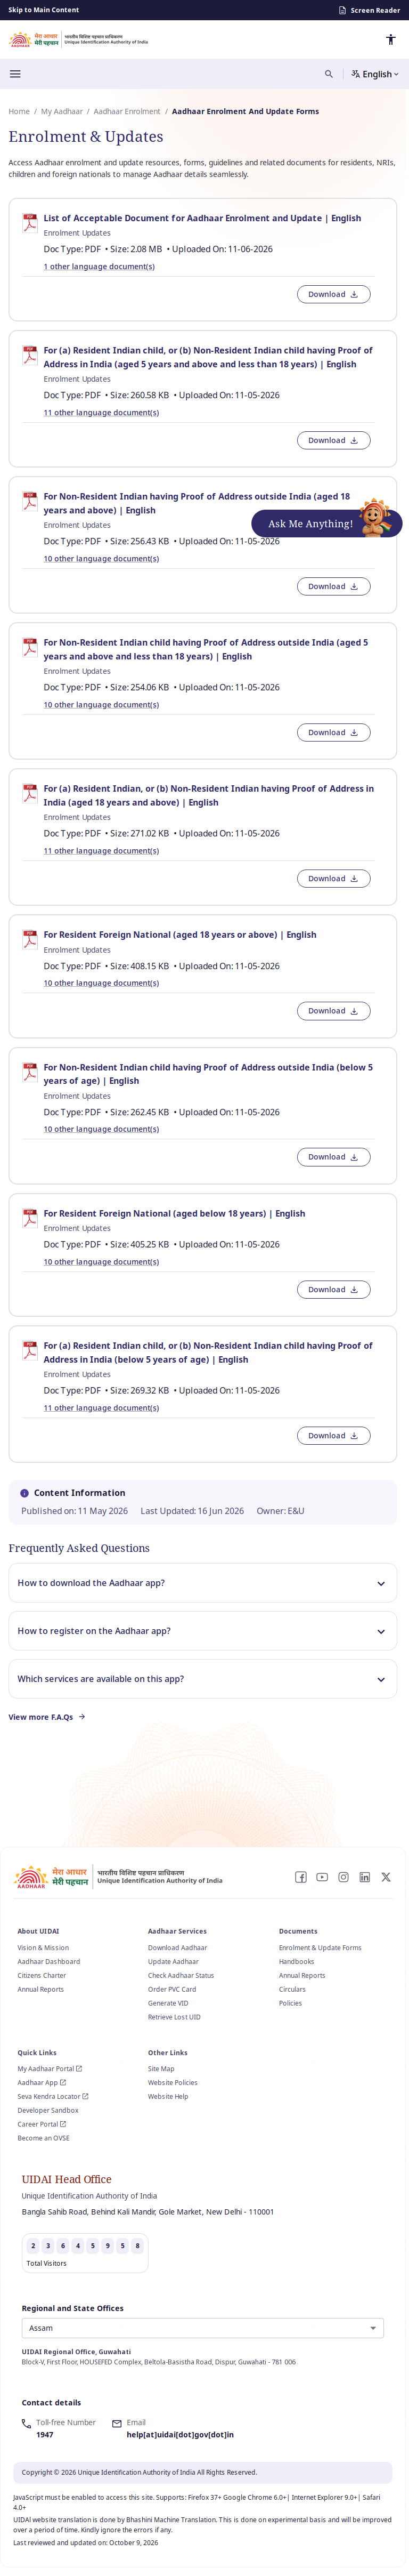 Skip to Main Content
Screen Reader
मेरा आधार
मेरी पहचान
भारतीय विशिष्ट पहचान प्राधिकरण
Unique Identification Authority of India
AADHAAR
English
Home / My Aadhaar / Aadhaar Enrolment / Aadhaar Enrolment And Update Forms
Enrolment & Updates
Access Aadhaar enrolment and update resources, forms, guidelines and related documents for residents, NRIs,
children and foreign nationals to manage Aadhaar details seamlessly.
List of Acceptable Document for Aadhaar Enrolment and Update | English
Enrolment Updates
Doc Type: PDF • Size: 2.08 MB • Uploaded On: 11-06-2026
1 other language document(s)
Download
For (a) Resident Indian child, or (b) Non-Resident Indian child having Proof of
Address in India (aged 5 years and above and less than 18 years) | English
Enrolment Updates
Doc Type: PDF • Size: 260.58 KB • Uploaded On: 11-05-2026
11 other language document(s)
Download
For Non-Resident Indian having Proof of Address outside India (aged 18
years and above) | English
Ask Me Anything!
Enrolment Updates
Doc Type: PDF • Size: 256.43 KB • Uploaded On: 11-05-2026
10 other language document(s)
Download
For Non-Resident Indian child having Proof of Address outside India (aged 5
years and above and less than 18 years) | English
Enrolment Updates
Doc Type: PDF • Size: 254.06 KB • Uploaded On: 11-05-2026
10 other language document(s)
Download
For (a) Resident Indian, or (b) Non-Resident Indian having Proof of Address in
India (aged 18 years and above) | English
Enrolment Updates
Doc Type: PDF • Size: 271.02 KB • Uploaded On: 11-05-2026
11 other language document(s)
Download
For Resident Foreign National (aged 18 years or above) | English
Enrolment Updates
Doc Type: PDF • Size: 408.15 KB • Uploaded On: 11-05-2026
10 other language document(s)
Download
For Non-Resident Indian child having Proof of Address outside India (below 5
years of age) | English
Enrolment Updates
Doc Type: PDF • Size: 262.45 KB • Uploaded On: 11-05-2026
10 other language document(s)
Download
For Resident Foreign National (aged below 18 years) | English
Enrolment Updates
Doc Type: PDF • Size: 405.25 KB • Uploaded On: 11-05-2026
10 other language document(s)
Download
For (a) Resident Indian child, or (b) Non-Resident Indian child having Proof of
Address in India (below 5 years of age) | English
Enrolment Updates
Doc Type: PDF • Size: 269.32 KB • Uploaded On: 11-05-2026
11 other language document(s)
Download
Content Information
Published on: 11 May 2026 Last Updated: 16 Jun 2026 Owner: E&U
Frequently Asked Questions
How to download the Aadhaar app?
How to register on the Aadhaar app?
Which services are available on this app?
View more F.A.Qs
मेरा आधार
मेरी पहचान
भारतीय विशिष्ट पहचान प्राधिकरण
Unique Identification Authority of India
AADHAAR
About UIDAI
Vision & Mission
Aadhaar Dashboard
Citizens Charter
Annual Reports
Aadhaar Services
Download Aadhaar
Update Aadhaar
Check Aadhaar Status
Order PVC Card
Generate VID
Retrieve Lost UID
Documents
Enrolment & Update Forms
Handbooks
Annual Reports
Circulars
Policies
Quick Links
My Aadhaar Portal
Aadhaar App
Seva Kendra Locator
Developer Sandbox
Career Portal
Become an OVSE
Other Links
Site Map
Website Policies
Website Help
UIDAI Head Office
Unique Identification Authority of India
Bangla Sahib Road, Behind Kali Mandir, Gole Market, New Delhi - 110001
2 3 6 4 5 9 5 8
Total Visitors
Regional and State Offices
Assam
UIDAI Regional Office, Guwahati
Block-V, First Floor, HOUSEFED Complex, Beltola-Basistha Road, Dispur, Guwahati - 781 006
Contact details
Toll-free Number
1947
Email
help[at]uidai[dot]gov[dot]in
Copyright © 2026 Unique Identification Authority of India All Rights Reserved.
JavaScript must be enabled to access this site. Supports: Firefox 37+ Google Chrome 6.0+| Internet Explorer 9.0+| Safari
4.0+
UIDAI website translation is done by Bhashini Machine Translation. This is done on experimental basis and will be improved
over a period of time. Kindly ignore the errors if any.
Last reviewed and updated on: October 9, 2026